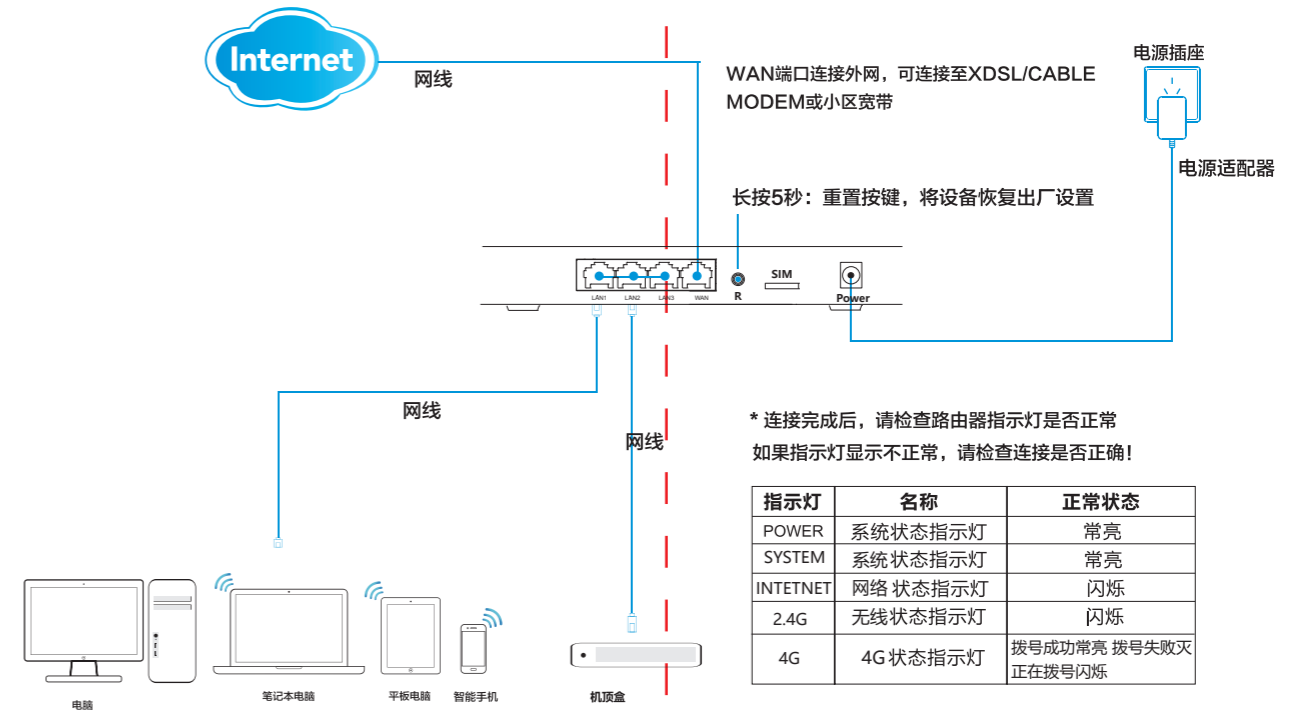 Internet
网线
WAN端口连接外网，可连接至XDSL/CABLE
MODEM或小区宽带
电源插座
电源适配器
长按5秒：重置按键，将设备恢复出厂设置
LAN1 LAN2 LAN3 WAN
R
SIM
Power
网线
网线
* 连接完成后，请检查路由器指示灯是否正常
如果指示灯显示不正常，请检查连接是否正确！
指示灯 名称 正常状态
POWER 系统状态指示灯 常亮
SYSTEM 系统状态指示灯 常亮
INTETNET 网络 状态指示灯 闪烁
2.4G 无线状态指示灯 闪烁
4G 4G 状态指示灯 拨号成功常亮 拨号失败灭
正在拨号闪烁
电脑
笔记本电脑
平板电脑
智能手机
机顶盒